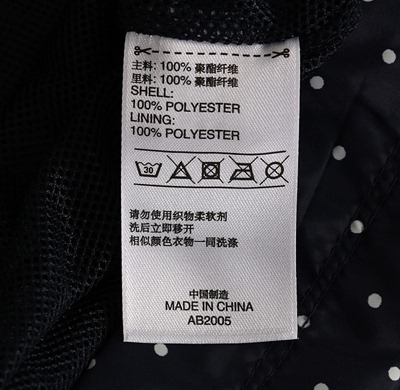 主料: 100% 聚酯纤维
里料: 100% 聚酯纤维
SHELL:
100% POLYESTER
LINING:
100% POLYESTER
30
请勿使用织物柔软剂
洗后立即移开
相似颜色衣物一同洗涤
中国制造
MADE IN CHINA
AB2005